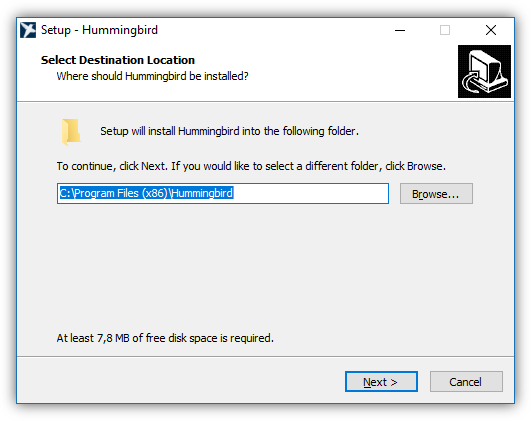 Setup - Hummingbird
Select Destination Location
Where should Hummingbird be installed?
Setup will install Hummingbird into the following folder.
To continue, click Next. If you would like to select a different folder, click Browse.
C:\Program Files (x86)\Hummingbird
Browse...
At least 7,8 MB of free disk space is required.
Next >
Cancel